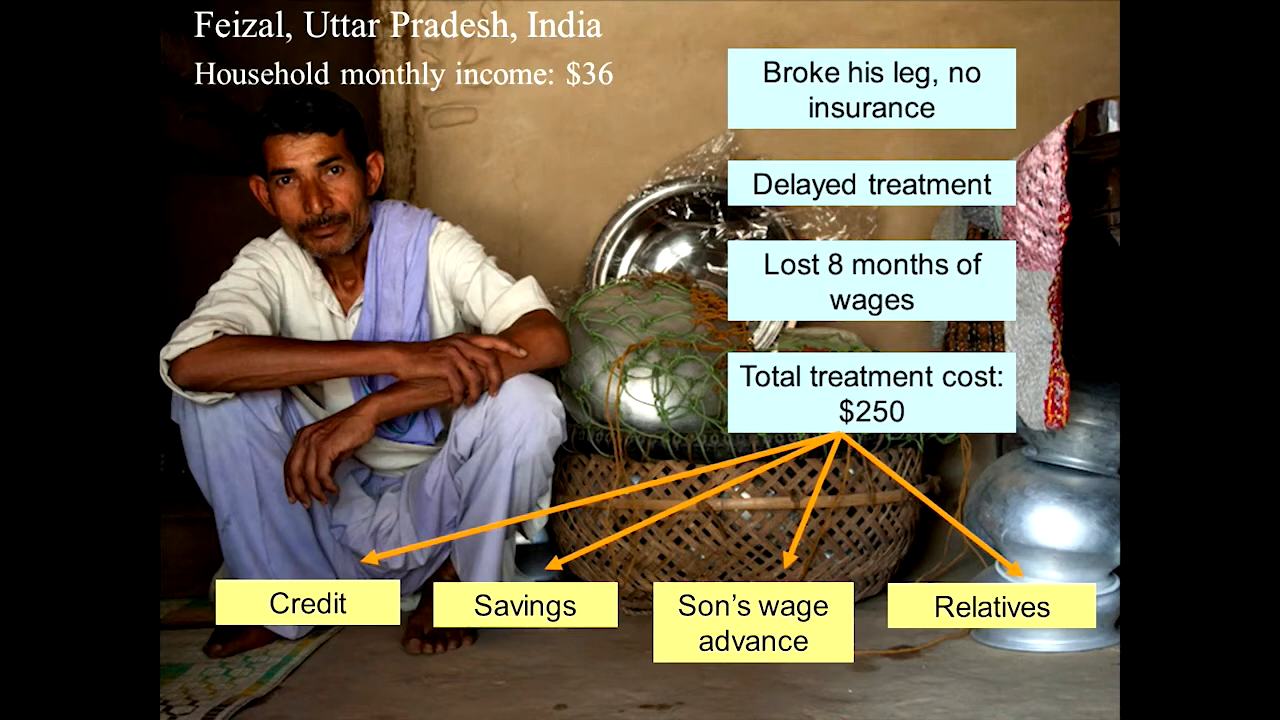 Feizal, Uttar Pradesh, India
Household monthly income: $36
Broke his leg, no
insurance
Delayed treatment
Lost 8 months of
wages
Total treatment cost:
$250
Credit
Savings
Son’s wage
advance
Relatives